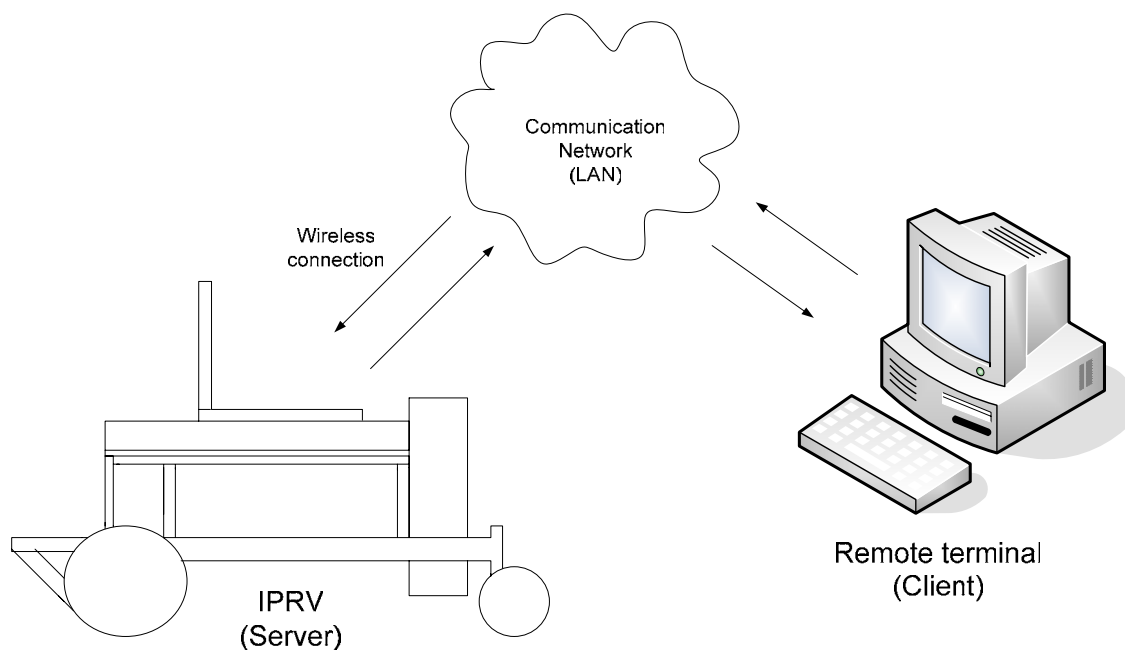 Communication
Network
(LAN)
Wireless
connection
Remote terminal
(Client)
IPRV
(Server)